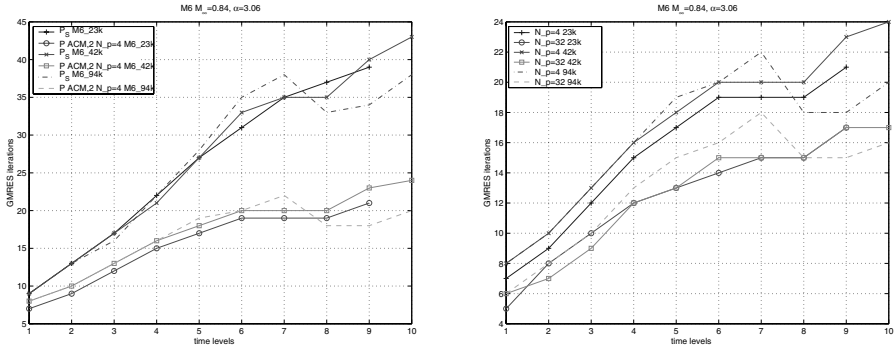 M6 M_∞=0.84, α=3.06
45
40
35
30
25
20
15
10
5
GMRES iterations
P_S M6_23k
P ACM,2 N_p=4 M6_23k
P_S M6_42k
P ACM,2 N_p=4 M6_42k
P_S M6_94k
P ACM,2 N_p=4 M6_94k
1 2 3 4 5 6 7 8 9 10
time levels
M6 M_∞=0.84, α=3.06
24
22
20
18
16
14
12
10
8
6
4
GMRES iterations
N_p=4 23k
N_p=32 23k
N_p=4 42k
N_p=32 42k
N_p=4 94k
N_p=32 94k
1 2 3 4 5 6 7 8 9 10
time levels